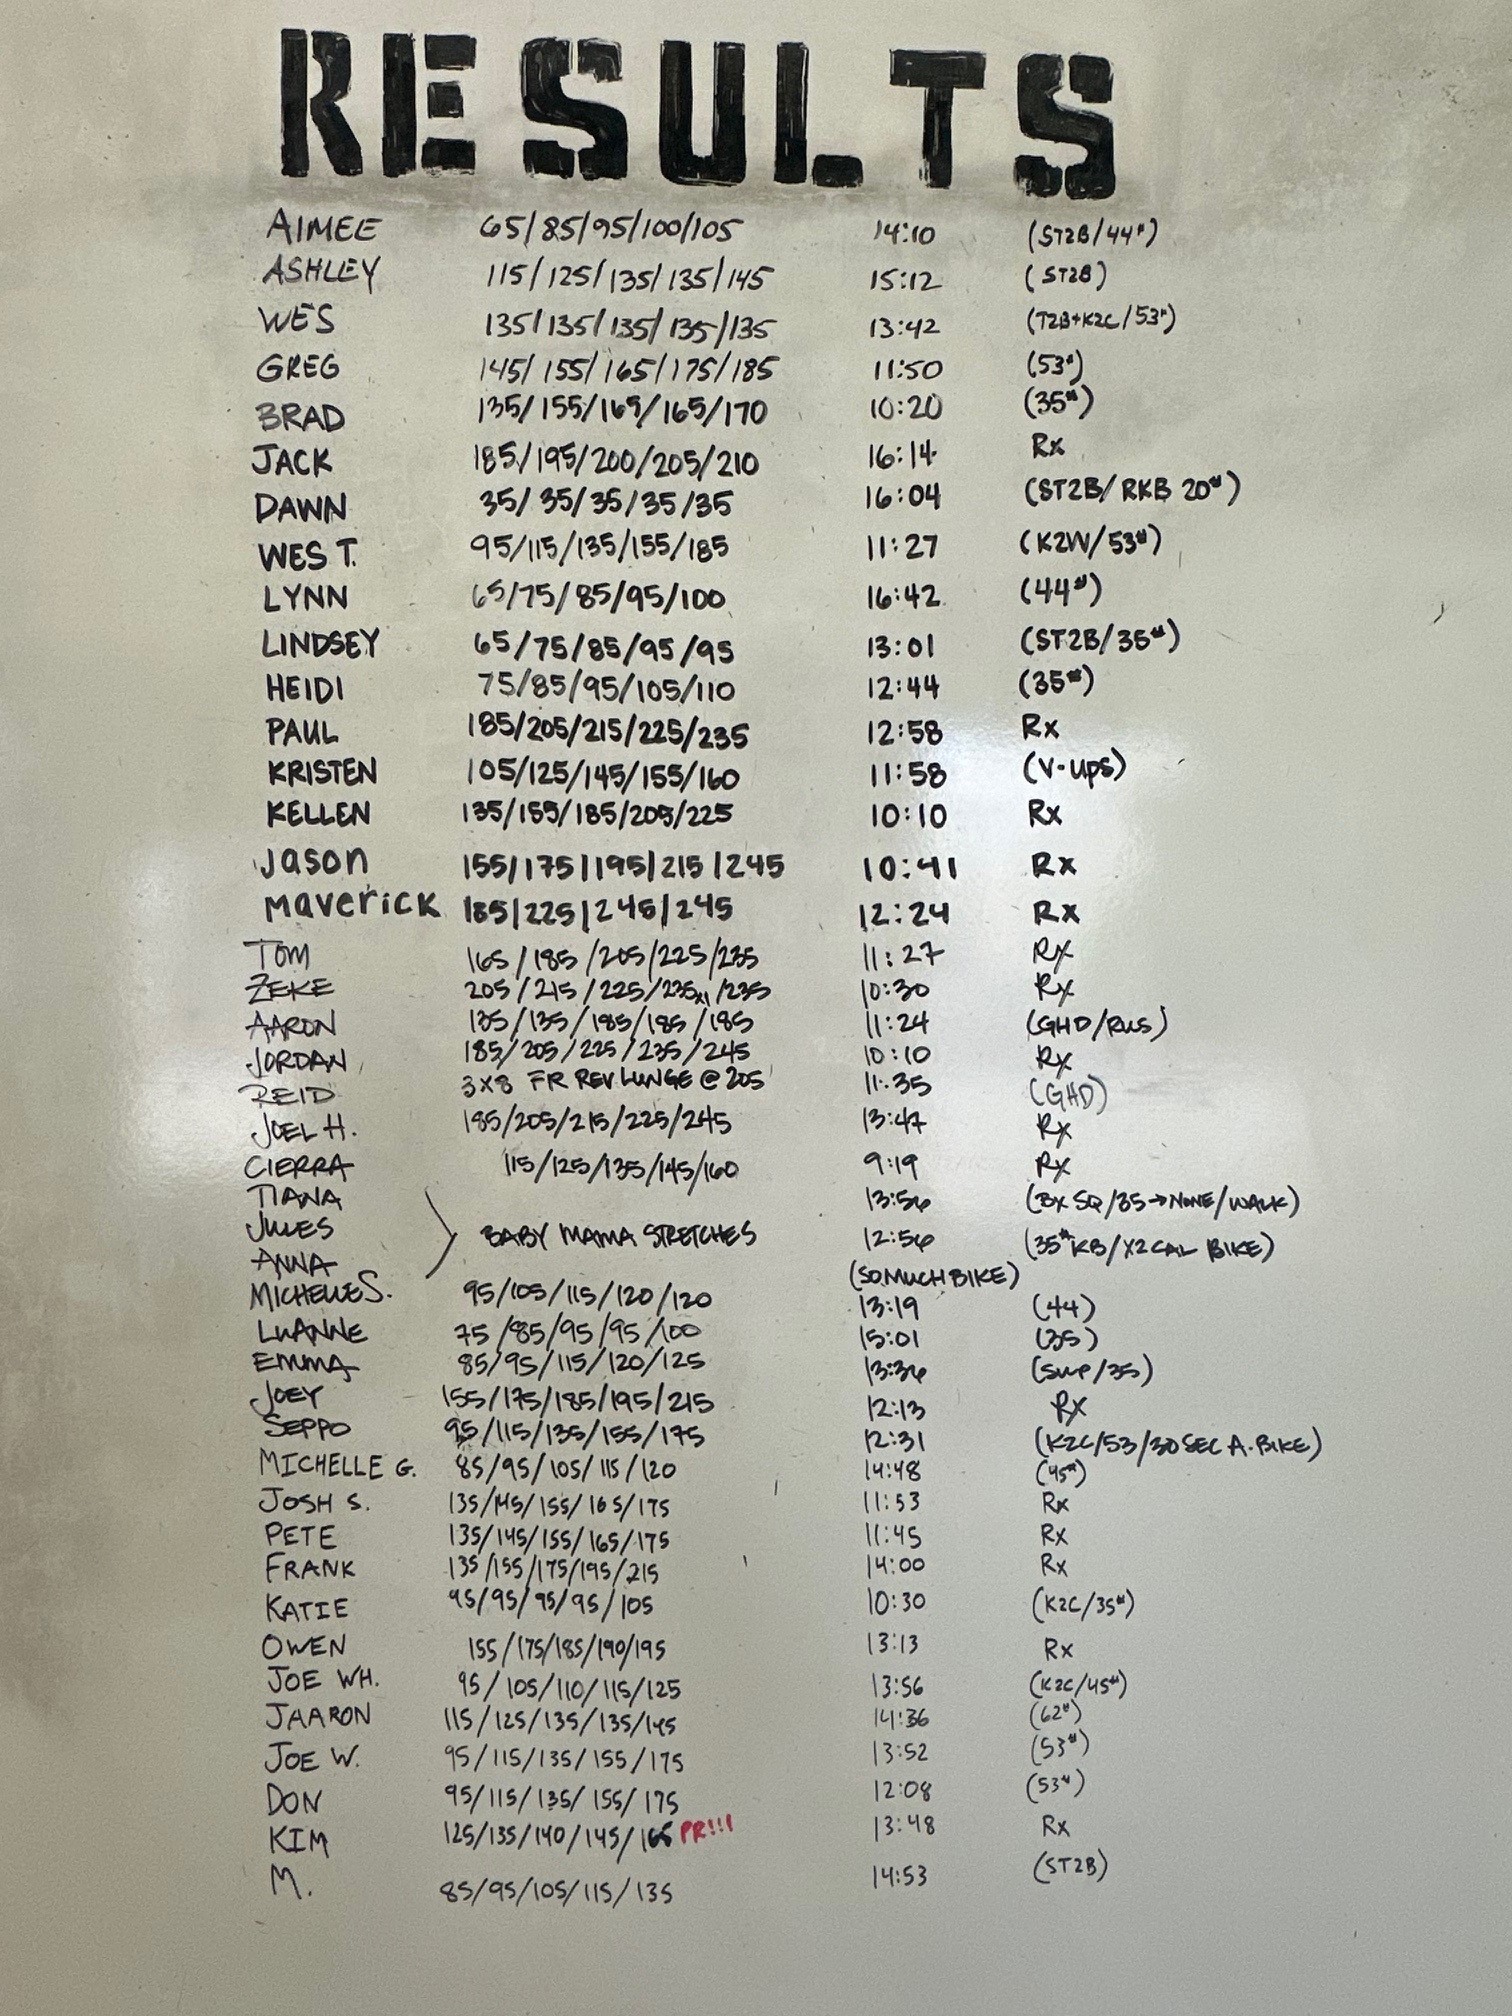 RESULTS
AIMEE 65/85/95/100/105 14:10 (ST2B/44#)
ASHLEY 115/125/135/135/145 15:12 (ST2B)
WES 135/135/135/135/135 13:42 (T2B+K2C/53#)
GREG 145/155/165/175/185 11:50 (53#)
BRAD 135/155/165/165/170 10:20 (35#)
JACK 185/195/200/205/210 16:14 Rx
DAWN 35/35/35/35/35 16:04 (ST2B/RKB 20#)
WES T. 95/115/135/155/185 11:27 (K2W/53#)
LYNN 65/75/85/95/100 16:42 (44#)
LINDSEY 65/75/85/95/95 13:01 (ST2B/35#)
HEIDI 75/85/95/105/110 12:44 (35#)
PAUL 185/205/215/225/235 12:58 Rx
KRISTEN 105/125/145/155/160 11:58 (V-UPS)
KELLEN 135/155/185/205/225 10:10 Rx
Jason 155/175/195/215/245 10:41 Rx
Maverick 185/225/245/245 12:24 Rx
TOM 165/185/205/225/235 11:27 Rx
ZEKE 205/215/225/235x1/235 10:30 Rx
AARON 135/135/185/185/185 11:24 (GHD/RUS)
JORDAN 185/205/225/235/245 10:10 Rx
REID 3X8 FR REV LUNGE @ 205 11:35 (GHD)
JOEL H. 185/205/215/225/245 13:47 Rx
CIERRA 115/125/135/145/160 9:19 Rx
TIANA 13:56 (BX SQ/35→NONE/WALK)
JULES BABY MAMA STRETCHES 12:56 (35# KB/X2 CAL BIKE)
ANNA (SO MUCH BIKE)
MICHELLE S. 95/105/115/120/120 13:19 (44)
LUANNE 75/85/95/95/100 15:01 (35)
EMMA 85/95/115/120/125 13:36 (SUP/35)
JOEY 155/175/185/195/215 12:13 Rx
SEPPO 95/115/135/155/175 12:31 (K2C/53/30 SEC A. BIKE)
MICHELLE G. 85/95/105/115/120 14:48 (45#)
JOSH S. 135/145/155/165/175 11:53 Rx
PETE 135/145/155/165/175 11:45 Rx
FRANK 135/155/175/195/215 14:00 Rx
KATIE 95/95/95/95/105 10:30 (K2C/35#)
OWEN 155/175/185/190/195 13:13 Rx
JOE WH. 95/105/110/115/125 13:56 (K2C/45#)
JAARON 115/125/135/135/145 14:36 (62#)
JOE W. 95/115/135/155/175 13:52 (53#)
DON 95/115/135/155/175 12:08 (53#)
KIM 125/135/140/145/165 PR!!! 13:48 Rx
M. 85/95/105/115/135 14:53 (ST2B)